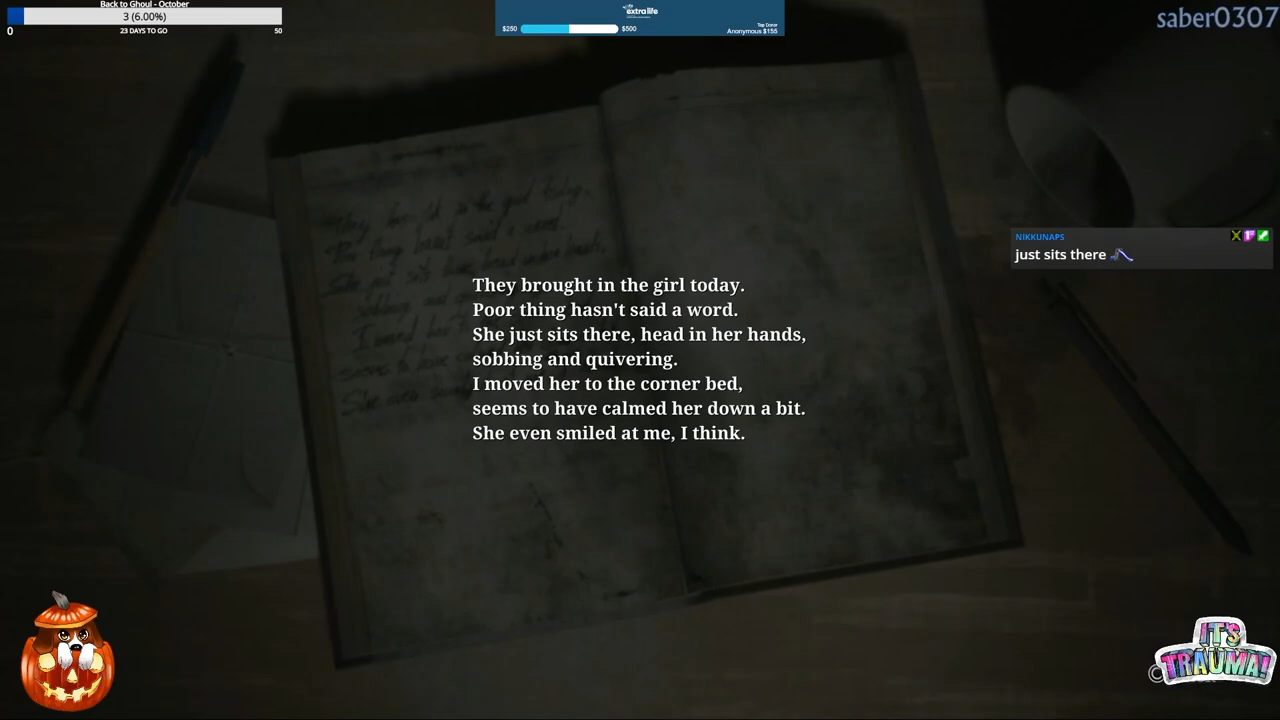 Back to Ghoul - October
3 (6.00%)
0
23 DAYS TO GO
50
extralife
$250
$500
Top Donor
Anonymous $155
saber0307
NIKKUNAPS
just sits there
They brought in the girl today.
Poor thing hasn't said a word.
She just sits there, head in her hands,
sobbing and quivering.
I moved her to the corner bed,
seems to have calmed her down a bit.
She even smiled at me, I think.
IT'S
TRAUMA!
©